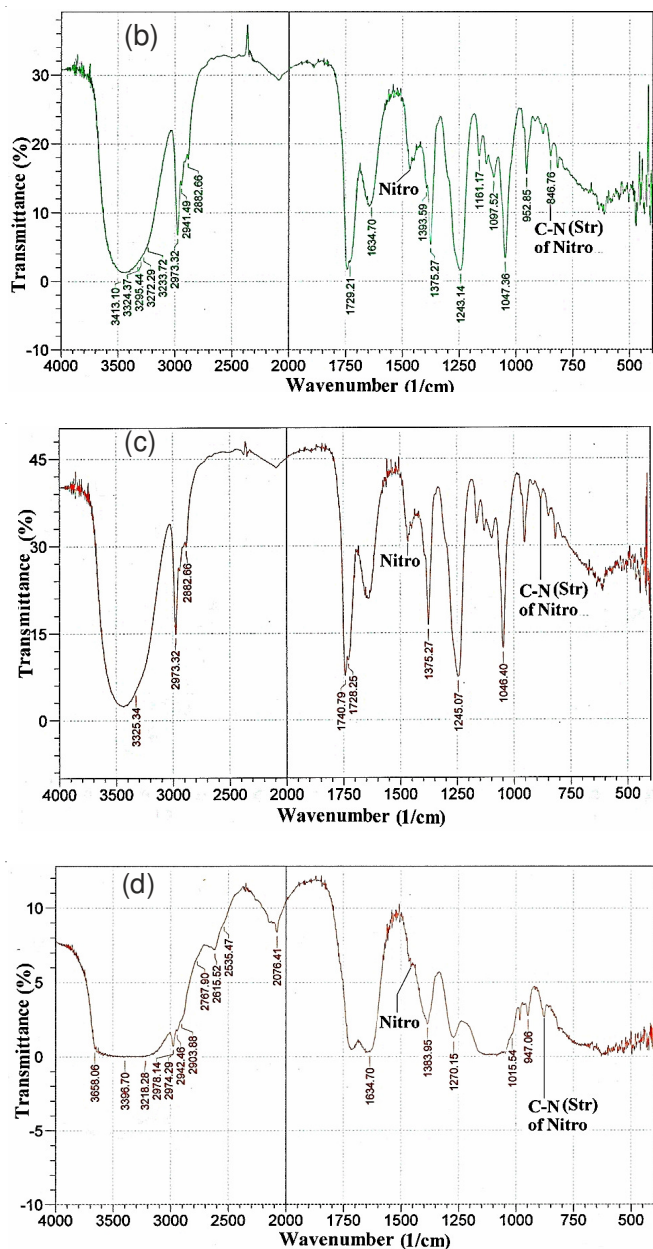 (b)
30
20
10
0
-10
Transmittance (%)
3413.10
3324.37
3295.44
3272.29
3233.72
2973.32
2941.49
2882.66
1729.21
1634.70
Nitro
1393.59
1375.27
1243.14
1161.17
1097.52
1047.36
952.85
846.76
C-N (Str)
of Nitro
4000 3500 3000 2500 2000 1750 1500 1250 1000 750 500
Wavenumber (1/cm)
(c)
45
30
15
0
Transmittance (%)
3325.34
2973.32
2882.66
1740.79
1728.25
Nitro
1375.27
1245.07
1046.40
C-N (Str)
of Nitro
4000 3500 3000 2500 2000 1750 1500 1250 1000 750 500
Wavenumber (1/cm)
(d)
10
5
0
-5
-10
Transmittance (%)
3658.06
3396.70
3218.28
2978.14
2974.29
2942.46
2903.88
2767.90
2615.52
2535.47
2076.41
1634.70
Nitro
1383.95
1270.15
1015.54
947.06
C-N (Str)
of Nitro
4000 3500 3000 2500 2000 1750 1500 1250 1000 750 500
Wavenumber (1/cm)